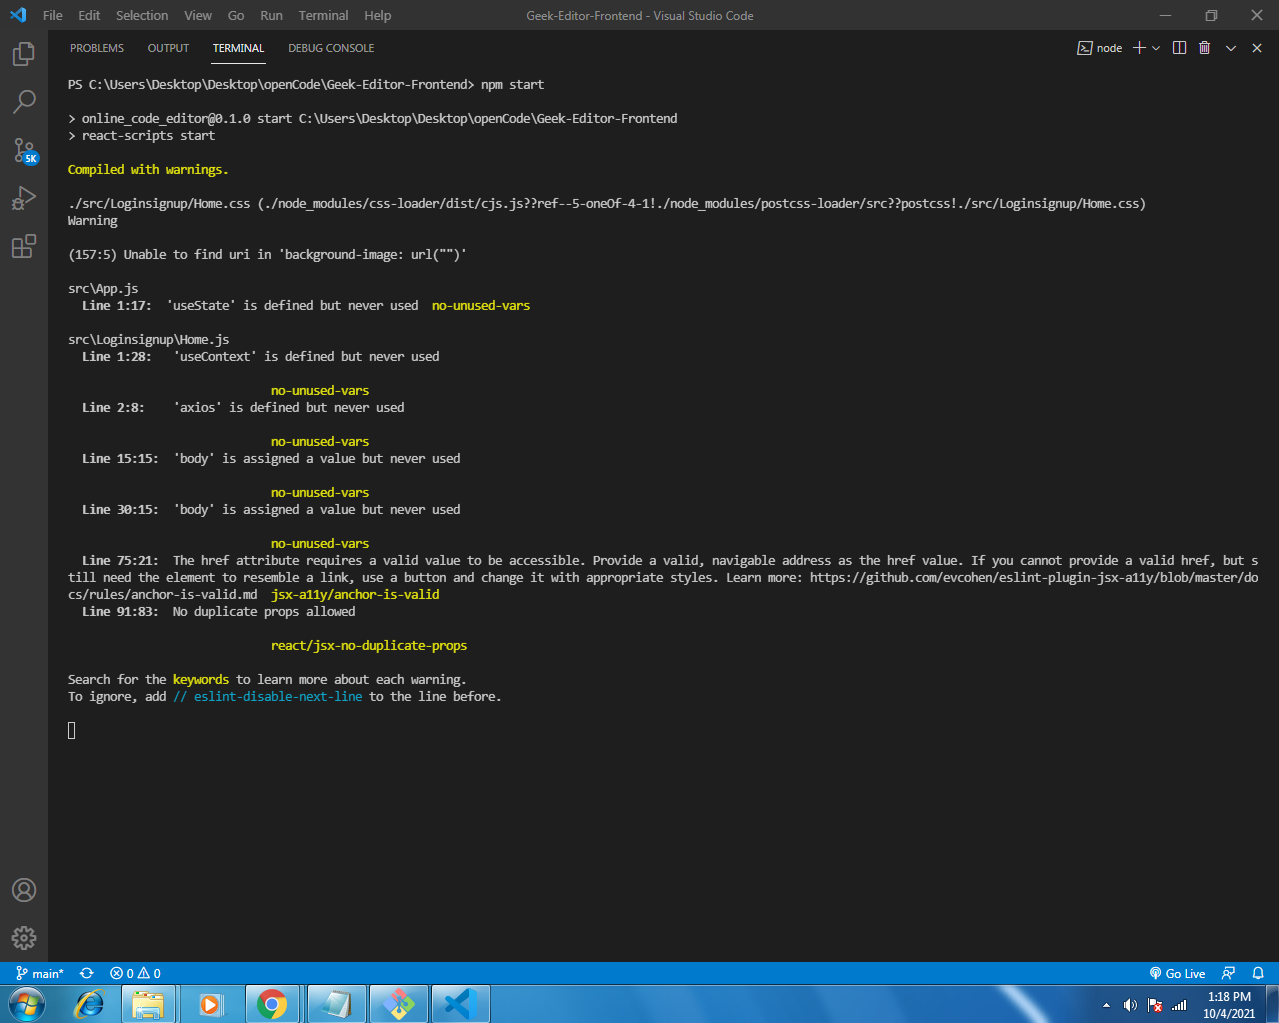 File Edit Selection View Go Run Terminal Help Geek-Editor-Frontend - Visual Studio Code
PROBLEMS OUTPUT TERMINAL DEBUG CONSOLE node
PS C:\Users\Desktop\Desktop\openCode\Geek-Editor-Frontend> npm start
> online_code_editor@0.1.0 start C:\Users\Desktop\Desktop\openCode\Geek-Editor-Frontend
> react-scripts start
Compiled with warnings.
./src/Loginsignup/Home.css (./node_modules/css-loader/dist/cjs.js??ref--5-oneOf-4-1!./node_modules/postcss-loader/src??postcss!./src/Loginsignup/Home.css)
Warning
(157:5) Unable to find uri in 'background-image: url("")'
src\App.js
Line 1:17: 'useState' is defined but never used no-unused-vars
src\Loginsignup\Home.js
Line 1:28: 'useContext' is defined but never used
no-unused-vars
Line 2:8: 'axios' is defined but never used
no-unused-vars
Line 15:15: 'body' is assigned a value but never used
no-unused-vars
Line 30:15: 'body' is assigned a value but never used
no-unused-vars
Line 75:21: The href attribute requires a valid value to be accessible. Provide a valid, navigable address as the href value. If you cannot provide a valid href, but s
till need the element to resemble a link, use a button and change it with appropriate styles. Learn more: https://github.com/evcohen/eslint-plugin-jsx-a11y/blob/master/do
cs/rules/anchor-is-valid.md jsx-a11y/anchor-is-valid
Line 91:83: No duplicate props allowed
react/jsx-no-duplicate-props
Search for the keywords to learn more about each warning.
To ignore, add // eslint-disable-next-line to the line before.
5K
main* 0 0 Go Live
1:18 PM
10/4/2021